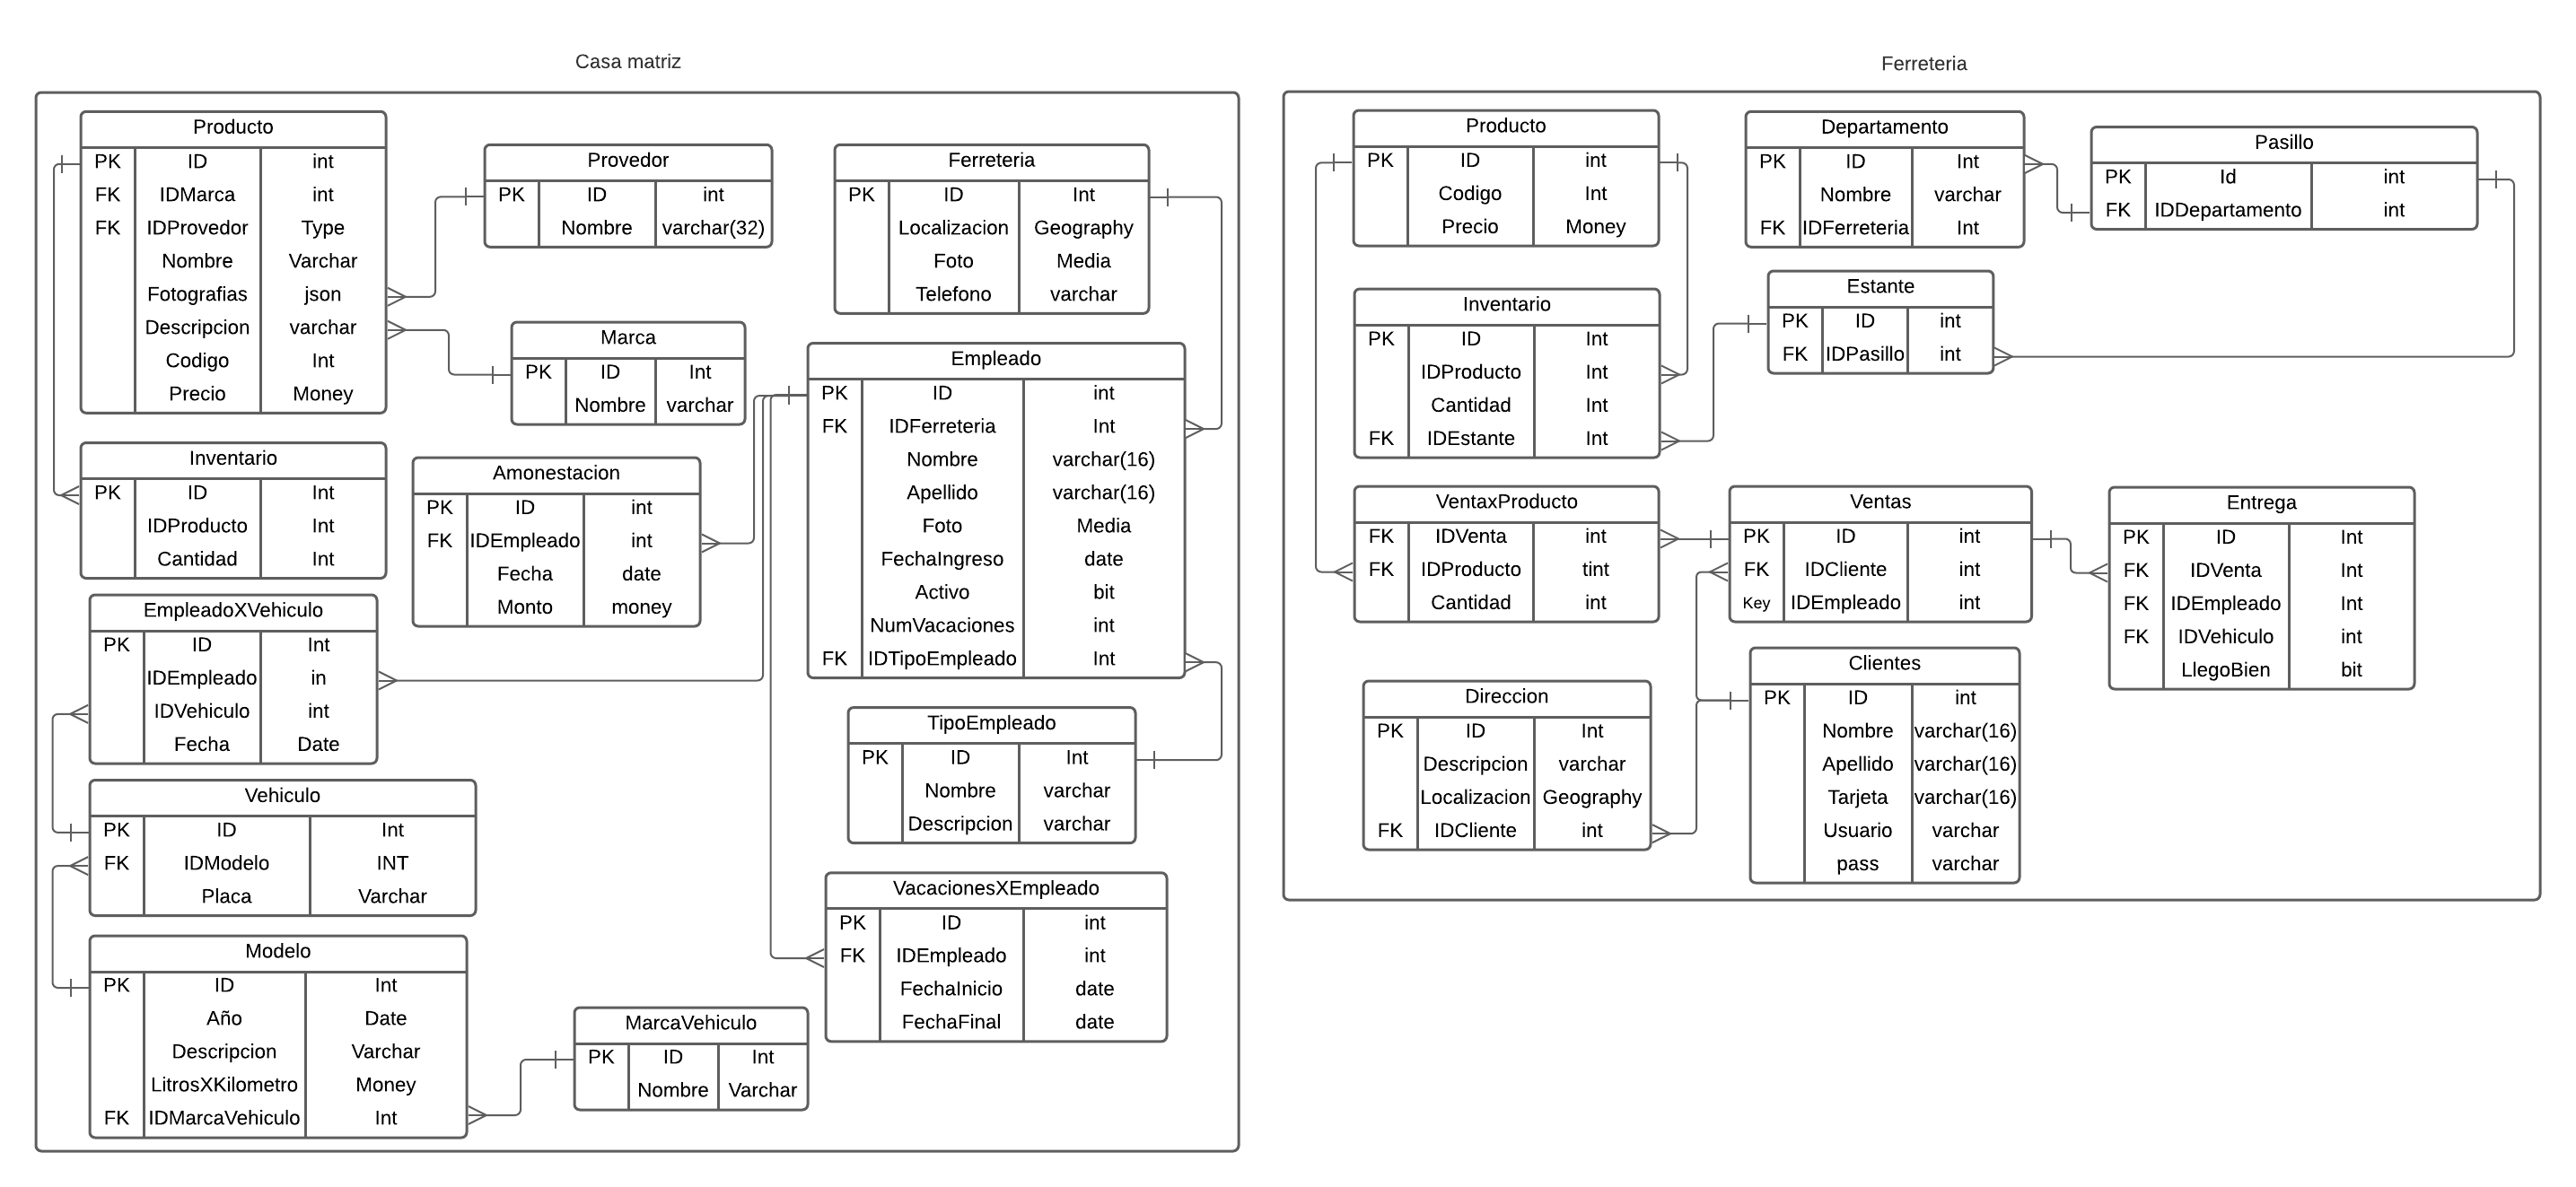 Casa matriz
Producto
PK ID int
FK IDMarca int
FK IDProvedor Type
Nombre Varchar
Fotografias json
Descripcion varchar
Codigo Int
Precio Money
Provedor
PK ID int
Nombre varchar(32)
Marca
PK ID Int
Nombre varchar
Ferreteria
PK ID Int
Localizacion Geography
Foto Media
Telefono varchar
Empleado
PK ID int
FK IDFerreteria Int
Nombre varchar(16)
Apellido varchar(16)
Foto Media
FechaIngreso date
Activo bit
NumVacaciones int
FK IDTipoEmpleado Int
Inventario
PK ID Int
IDProducto Int
Cantidad Int
Amonestacion
PK ID int
FK IDEmpleado int
Fecha date
Monto money
EmpleadoXVehiculo
PK ID Int
IDEmpleado in
IDVehiculo int
Fecha Date
TipoEmpleado
PK ID Int
Nombre varchar
Descripcion varchar
Vehiculo
PK ID Int
FK IDModelo INT
Placa Varchar
VacacionesXEmpleado
PK ID int
FK IDEmpleado int
FechaInicio date
FechaFinal date
Modelo
PK ID Int
Año Date
Descripcion Varchar
LitrosXKilometro Money
FK IDMarcaVehiculo Int
MarcaVehiculo
PK ID Int
Nombre Varchar
Ferreteria
Producto
PK ID int
Codigo Int
Precio Money
Departamento
PK ID Int
Nombre varchar
FK IDFerreteria Int
Pasillo
PK Id int
FK IDDepartamento int
Inventario
PK ID Int
IDProducto Int
Cantidad Int
FK IDEstante Int
Estante
PK ID int
FK IDPasillo int
VentaxProducto
FK IDVenta int
FK IDProducto tint
Cantidad int
Ventas
PK ID int
FK IDCliente int
Key IDEmpleado int
Entrega
PK ID Int
FK IDVenta Int
FK IDEmpleado Int
FK IDVehiculo int
LlegoBien bit
Direccion
PK ID Int
Descripcion varchar
Localizacion Geography
FK IDCliente int
Clientes
PK ID int
Nombre varchar(16)
Apellido varchar(16)
Tarjeta varchar(16)
Usuario varchar
pass varchar